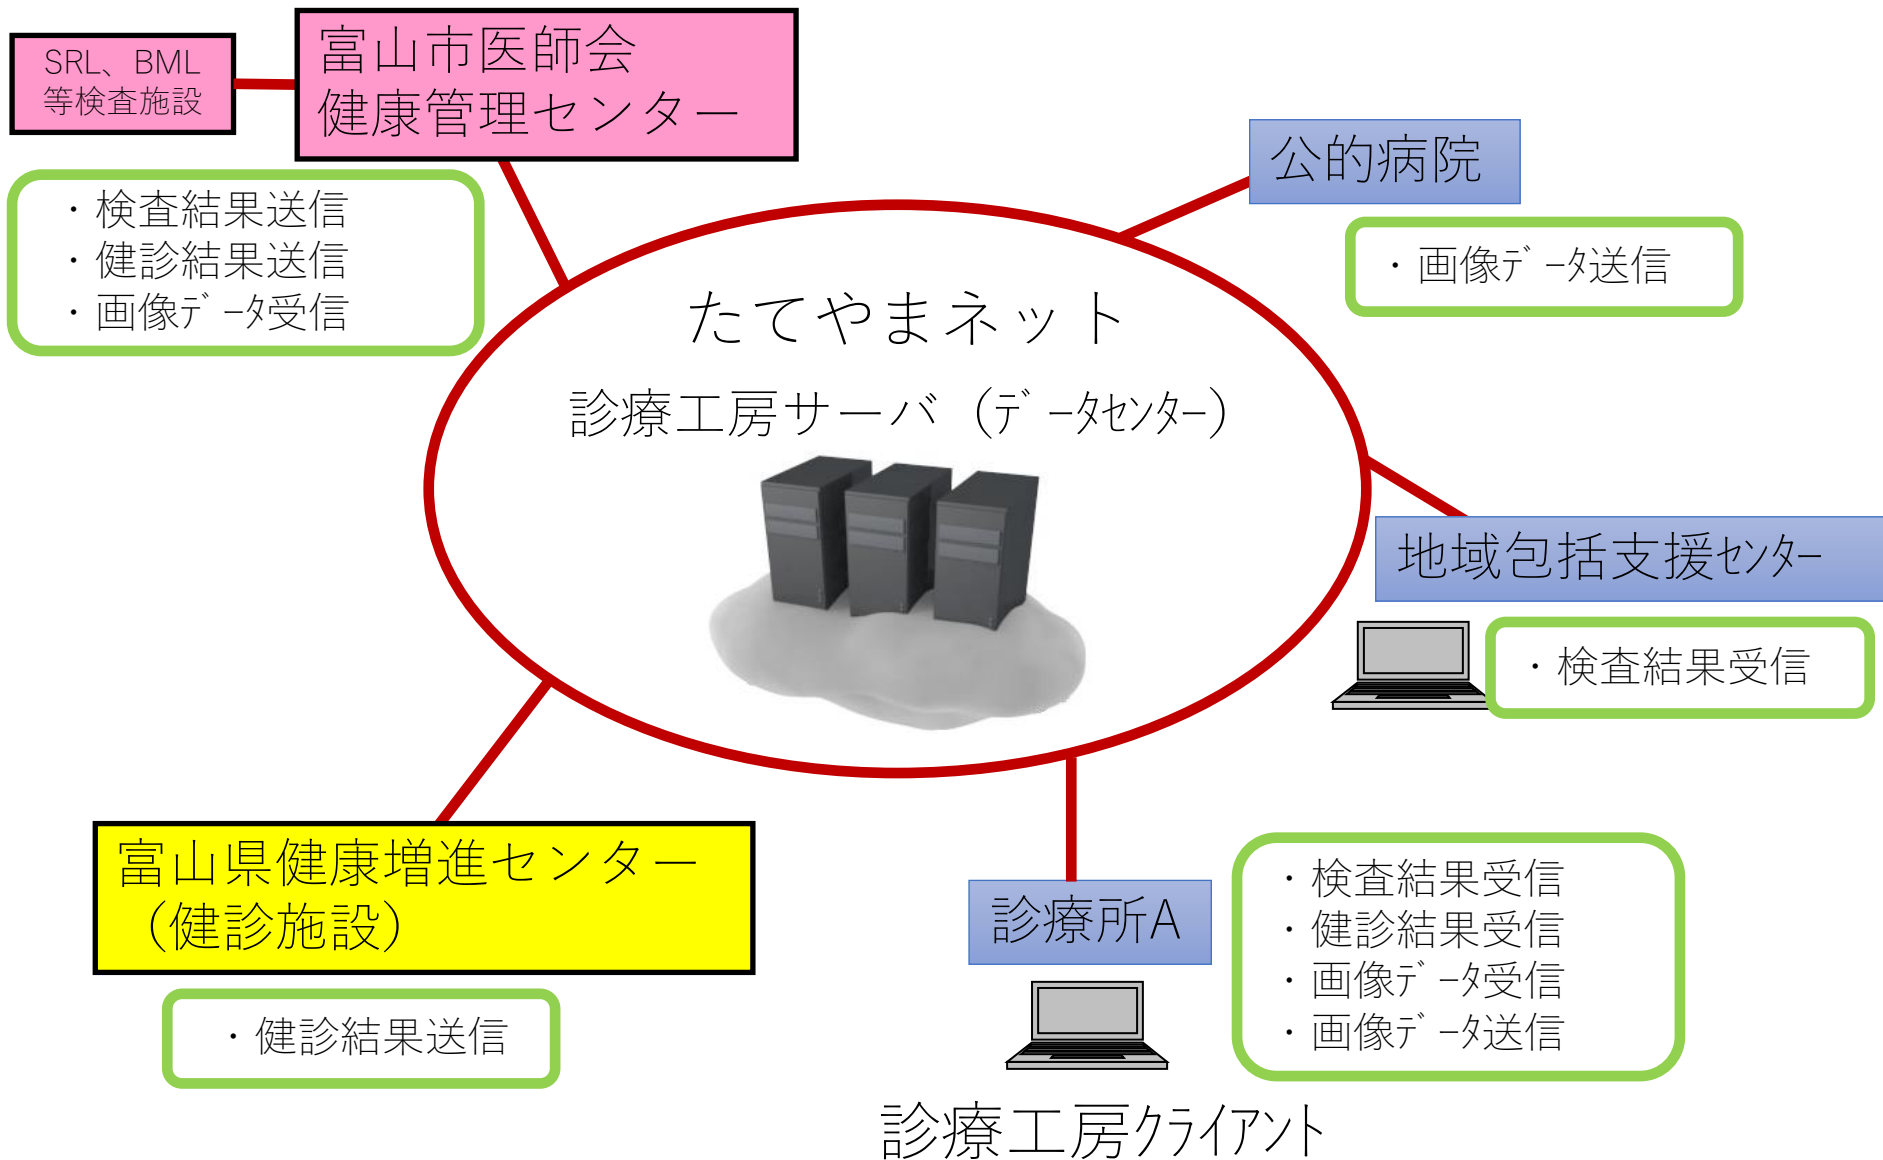 SRL、BML
等検査施設
富山市医師会
健康管理センター
・検査結果送信
・健診結果送信
・画像ﾃﾞｰﾀ受信
公的病院
・画像ﾃﾞｰﾀ送信
たてやまネット
診療工房サーバ（ﾃﾞｰﾀｾﾝﾀｰ）
地域包括支援ｾﾝﾀｰ
・検査結果受信
富山県健康増進センター
（健診施設）
・健診結果送信
診療所A
・検査結果受信
・健診結果受信
・画像ﾃﾞｰﾀ受信
・画像ﾃﾞｰﾀ送信
診療工房ｸﾗｲｱﾝﾄ